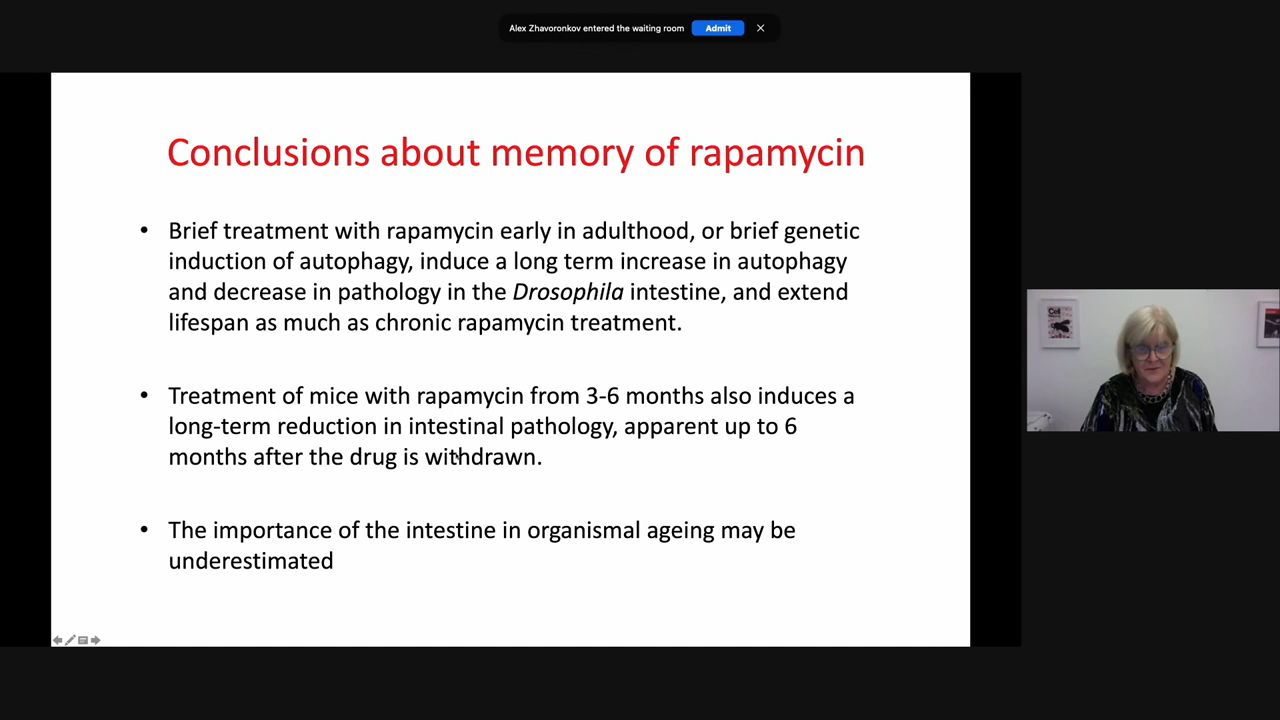 Alex Zhavoronkov entered the waiting room Admit
Conclusions about memory of rapamycin
• Brief treatment with rapamycin early in adulthood, or brief genetic
induction of autophagy, induce a long term increase in autophagy
and decrease in pathology in the Drosophila intestine, and extend
lifespan as much as chronic rapamycin treatment.
• Treatment of mice with rapamycin from 3-6 months also induces a
long-term reduction in intestinal pathology, apparent up to 6
months after the drug is withdrawn.
• The importance of the intestine in organismal ageing may be
underestimated
Cell